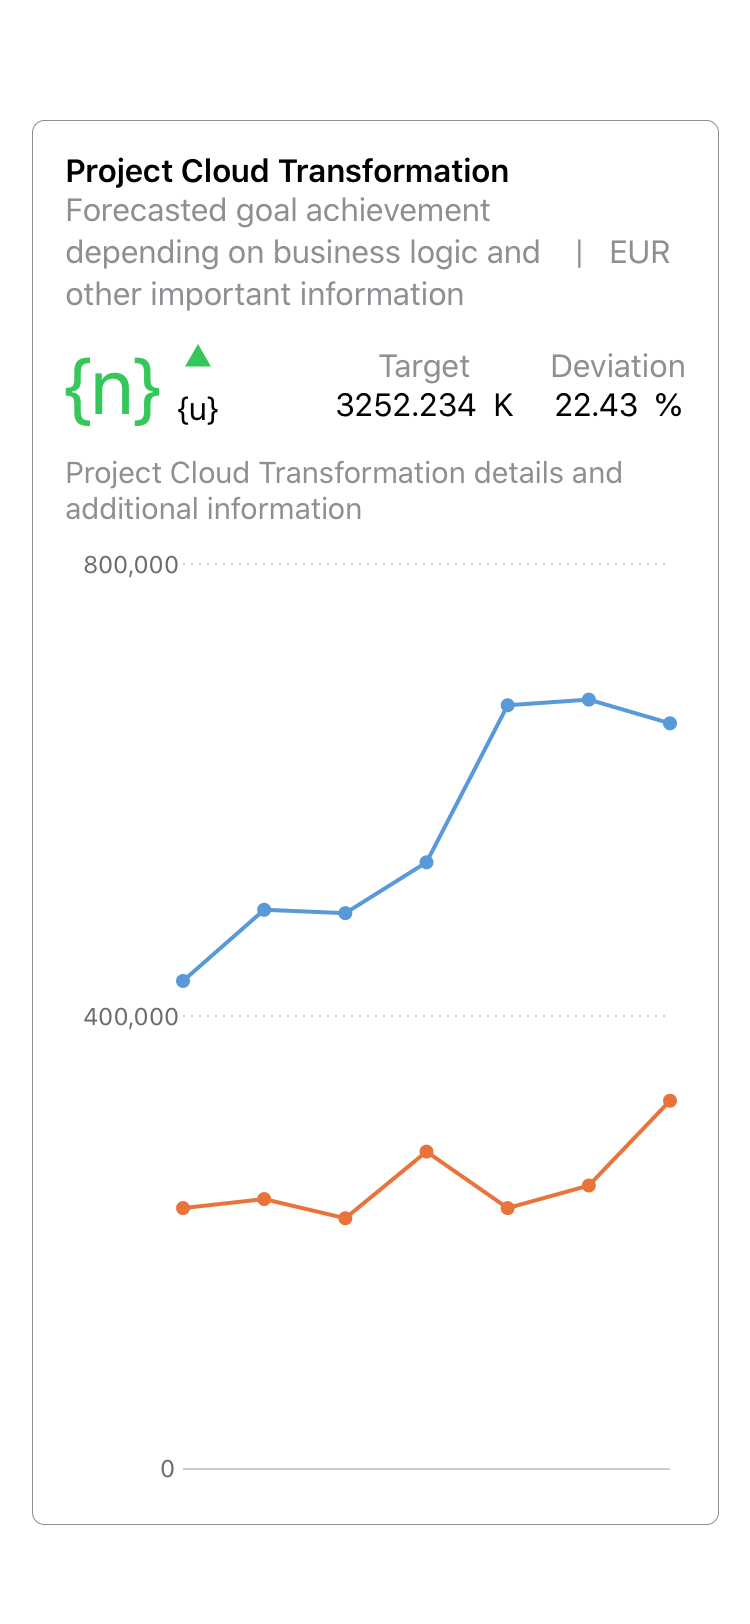 Project Cloud Transformation
Forecasted goal achievement
depending on business logic and | EUR
other important information
{n} {u}
Target Deviation
3252.234 K 22.43 %
Project Cloud Transformation details and
additional information
800,000
400,000
0